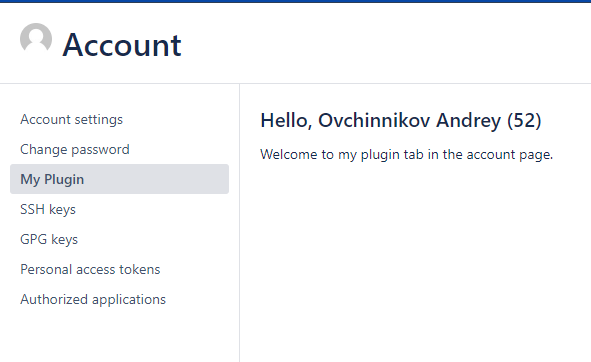 Account
Account settings
Change password
My Plugin
SSH keys
GPG keys
Personal access tokens
Authorized applications
Hello, Ovchinnikov Andrey (52)
Welcome to my plugin tab in the account page.